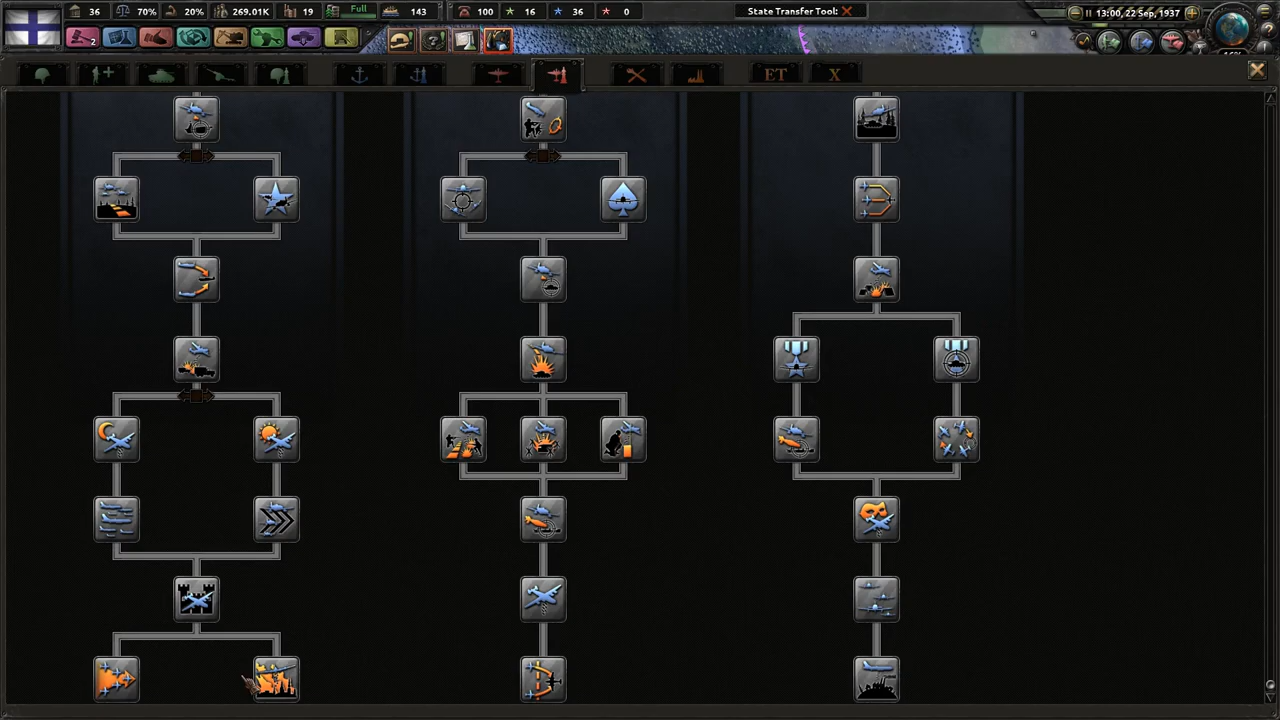 36 70% 20% 269.01K 19 Full 143 100 16 36 0 State Transfer Tool: 13:00, 22 Sep, 1937
2
ET X